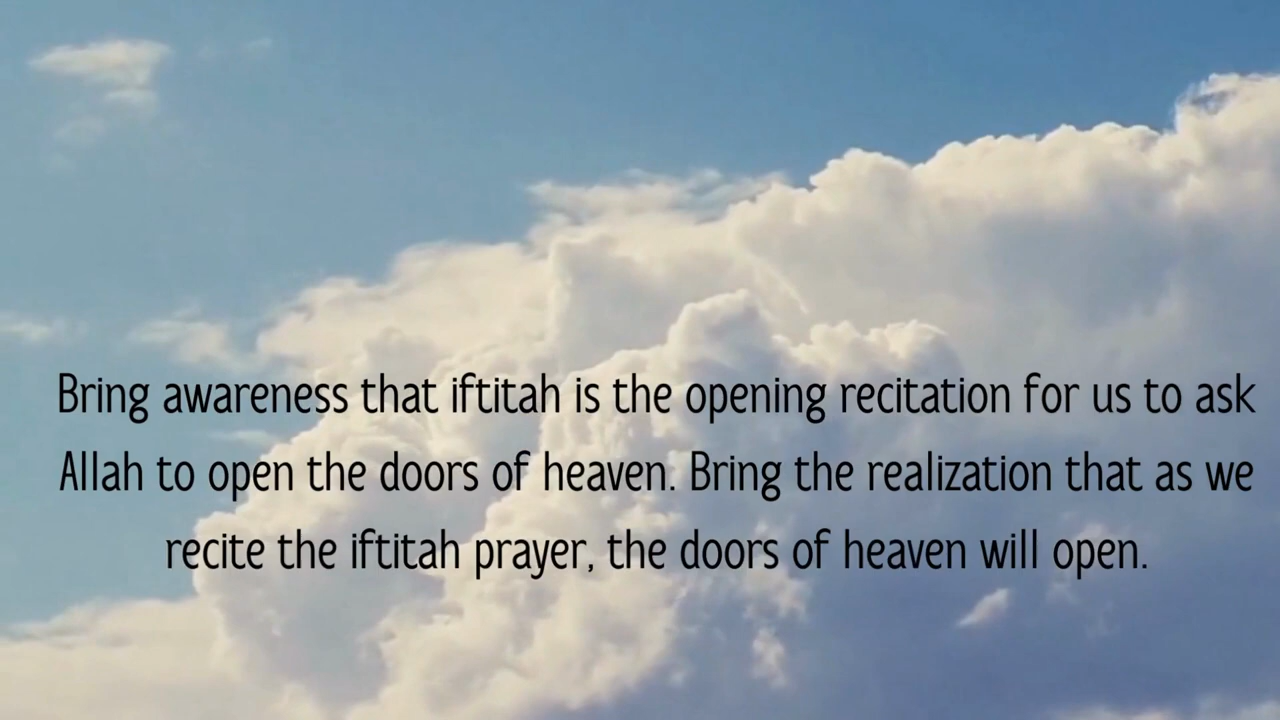 Bring awareness that iftitah is the opening recitation for us to ask
Allah to open the doors of heaven. Bring the realization that as we
recite the iftitah prayer, the doors of heaven will open.